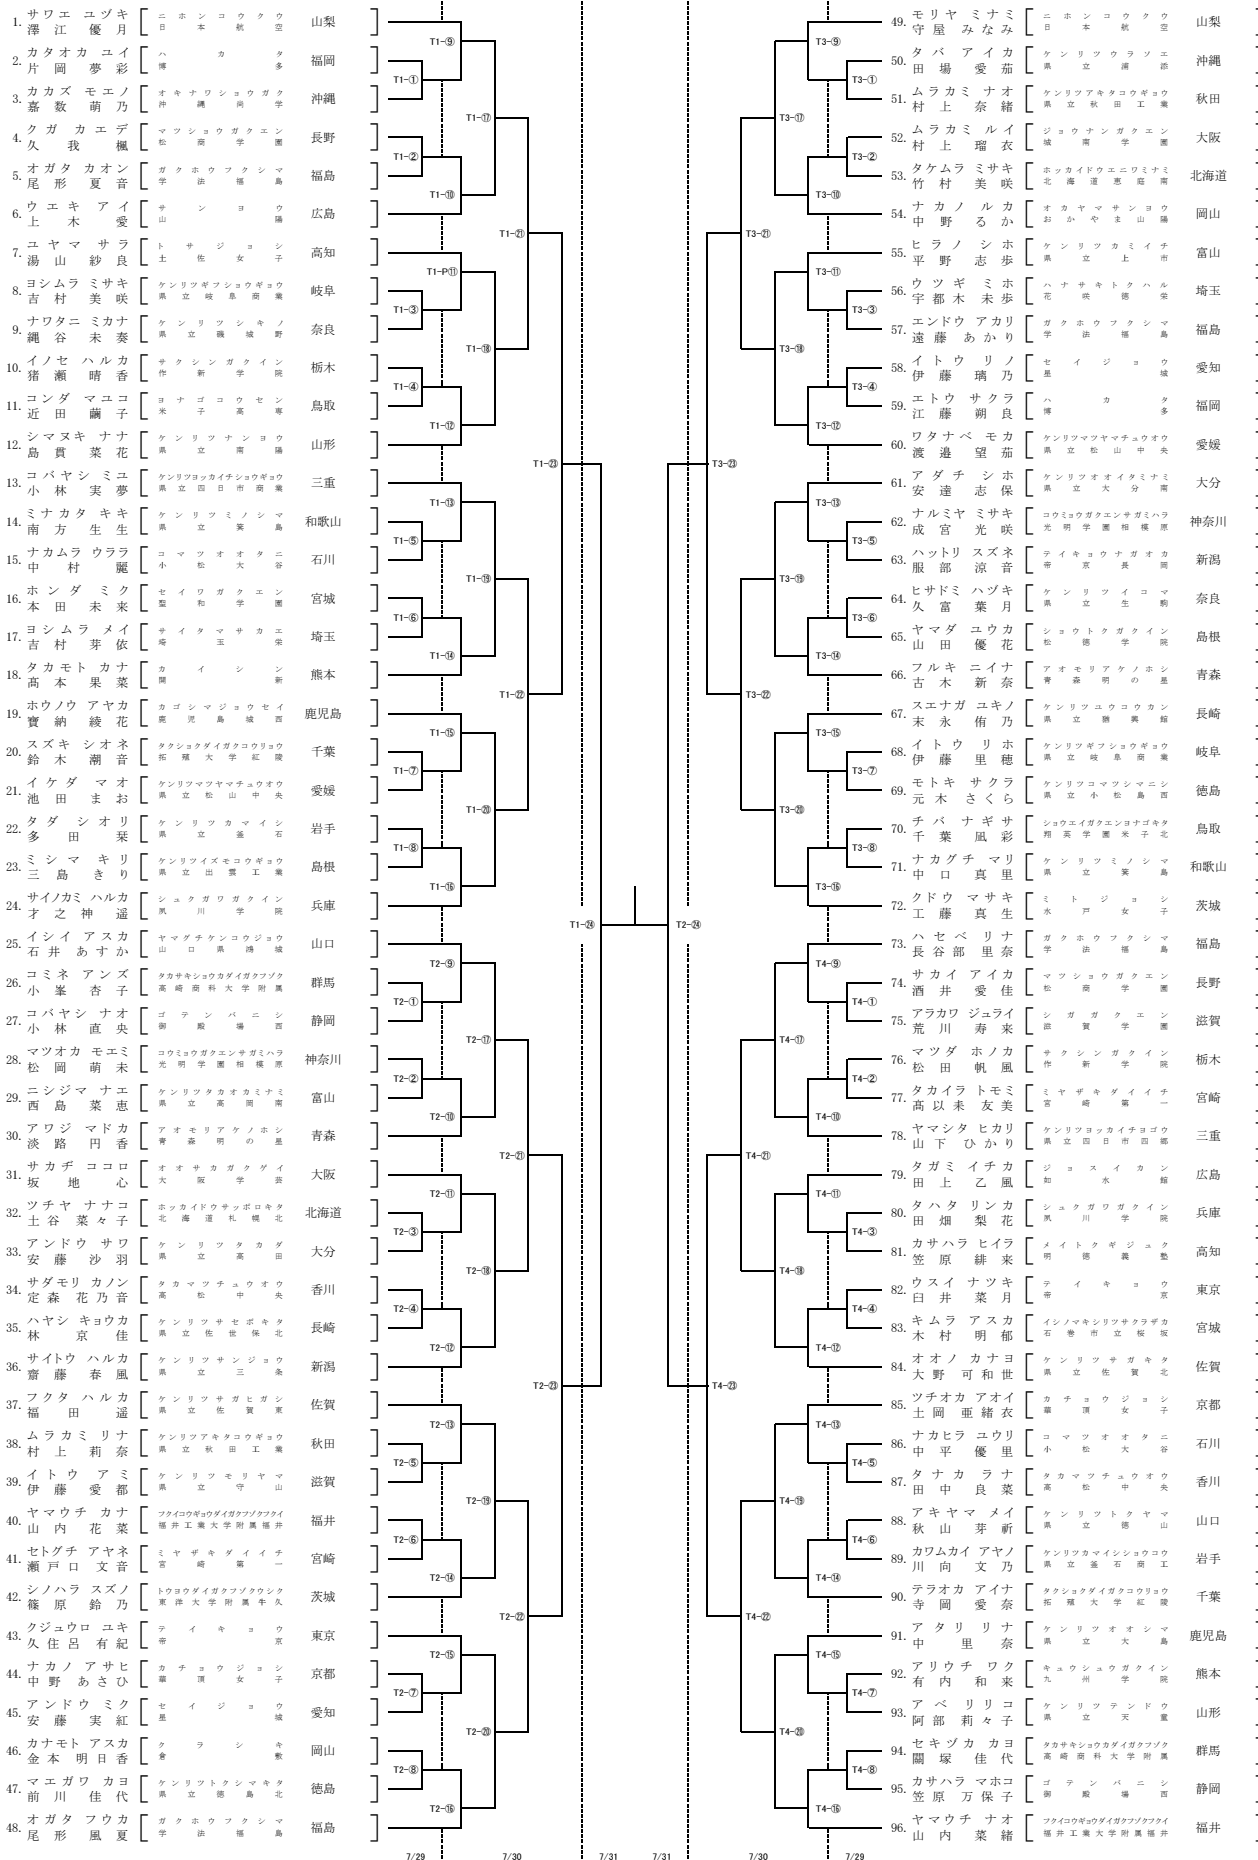 サワエ ユヅキ ニホンコウクウ
1. 澤江 優月 [日本航空] 山梨
カタオカ ユイ ハカタ
2. 片岡 夢彩 [博多] 福岡
カカズ モエノ オキナワショウガク
3. 嘉数 萌乃 [沖縄尚学] 沖縄
クガ カエデ マツショウガクエン
4. 久我 楓 [松商学園] 長野
オガタ カオン ガクホウフクシマ
5. 尾形 夏音 [学法福島] 福島
ウエキ アイ サンヨウ
6. 上木 愛 [山陽] 広島
ユヤマ サラ トサジョシ
7. 湯山 紗良 [土佐女子] 高知
ヨシムラ ミサキ ケンリツギフショウギョウ
8. 吉村 美咲 [県立岐阜商業] 岐阜
ナワタニ ミカナ ケンリツシキノ
9. 縄谷 未奏 [県立磯城野] 奈良
イノセ ハルカ サクシンガクイン
10. 猪瀬 晴香 [作新学院] 栃木
コンダ マユコ ヨナゴコウセン
11. 近田 繭子 [米子高専] 鳥取
シマヌキ ナナ ケンリツナンヨウ
12. 島貫 菜花 [県立南陽] 山形
コバヤシ ミユ ケンリツヨッカイチショウギョウ
13. 小林 実夢 [県立四日市商業] 三重
ミナカタ キキ ケンリツミノシマ
14. 南方 生生 [県立箕島] 和歌山
ナカムラ ウララ コマツオオタニ
15. 中村 麗 [小松大谷] 石川
ホンダ ミク セイワガクエン
16. 本田 未来 [聖和学園] 宮城
ヨシムラ メイ サイタマサカエ
17. 吉村 芽依 [埼玉栄] 埼玉
タカモト カナ カイシン
18. 髙本 果菜 [開新] 熊本
ホウノウ アヤカ カゴシマジョウセイ
19. 寶納 綾花 [鹿児島城西] 鹿児島
スズキ シオネ タクショクダイガクコウリョウ
20. 鈴木 潮音 [拓殖大学紅陵] 千葉
イケダ マオ ケンリツマツヤマチュウオウ
21. 池田 まお [県立松山中央] 愛媛
タダ シオリ ケンリツカマイシ
22. 多田 栞 [県立釜石] 岩手
ミシマ キリ ケンリツイズモコウギョウ
23. 三島 きり [県立出雲工業] 島根
サイノカミ ハルカ シュクガワガクイン
24. 才之神 遥 [夙川学院] 兵庫
イシイ アスカ ヤマグチケンコウジョウ
25. 石井 あすか [山口県鴻城] 山口
コミネ アンズ タカサキショウカダイガクフゾク
26. 小峯 杏子 [高崎商科大学附属] 群馬
コバヤシ ナオ ゴテンバニシ
27. 小林 直央 [御殿場西] 静岡
マツオカ モエミ コウミョウガクエンサガミハラ
28. 松岡 萌未 [光明学園相模原] 神奈川
ニシジマ ナエ ケンリツタカオカミナミ
29. 西島 菜恵 [県立高岡南] 富山
アワジ マドカ アオモリアケノホシ
30. 淡路 円香 [青森明の星] 青森
サカヂ ココロ オオサカガクゲイ
31. 坂地 心 [大阪学芸] 大阪
ツチヤ ナナコ ホッカイドウサッポロキタ
32. 土谷 菜々子 [北海道札幌北] 北海道
アンドウ サワ ケンリツタカダ
33. 安藤 沙羽 [県立高田] 大分
サダモリ カノン タカマツチュウオウ
34. 定森 花乃音 [高松中央] 香川
ハヤシ キョウカ ケンリツサセボキタ
35. 林 京佳 [県立佐世保北] 長崎
サイトウ ハルカ ケンリツサンジョウ
36. 齋藤 春風 [県立三条] 新潟
フクタ ハルカ ケンリツサガヒガシ
37. 福田 遥 [県立佐賀東] 佐賀
ムラカミ リナ ケンリツアキタコウギョウ
38. 村上 莉奈 [県立秋田工業] 秋田
イトウ アミ ケンリツモリヤマ
39. 伊藤 愛都 [県立守山] 滋賀
ヤマウチ カナ フクイコウギョウダイガクフゾクフクイ
40. 山内 花菜 [福井工業大学附属福井] 福井
セトグチ アヤネ ミヤザキダイイチ
41. 瀬戸口 文音 [宮崎第一] 宮崎
シノハラ スズノ トウヨウダイガクフゾクウシク
42. 篠原 鈴乃 [東洋大学附属牛久] 茨城
クジュウロ ユキ テイキョウ
43. 久住呂 有紀 [帝京] 東京
ナカノ アサヒ カチョウジョシ
44. 中野 あさひ [華頂女子] 京都
アンドウ ミク セイジョウ
45. 安藤 実紅 [星城] 愛知
カナモト アスカ クラシキ
46. 金本 明日香 [倉敷] 岡山
マエガワ カヨ ケンリツトクシマキタ
47. 前川 佳代 [県立徳島北] 徳島
オガタ フウカ ガクホウフクシマ
48. 尾形 風夏 [学法福島] 福島
T1-⑨
T1-①
T1-⑰
T1-②
T1-⑩
T1-㉑
T1-P⑪
T1-③
T1-⑱
T1-④
T1-⑫
T1-㉓
T1-⑬
T1-⑤
T1-⑲
T1-⑥
T1-⑭
T1-㉒
T1-⑮
T1-⑦
T1-⑳
T1-⑧
T1-⑯
T1-㉔
T2-⑨
T2-①
T2-⑰
T2-②
T2-⑩
T2-㉑
T2-⑪
T2-③
T2-⑱
T2-④
T2-⑫
T2-㉓
T2-⑬
T2-⑤
T2-⑲
T2-⑥
T2-⑭
T2-㉒
T2-⑮
T2-⑦
T2-⑳
T2-⑧
T2-⑯
T3-⑨
T3-①
T3-⑰
T3-②
T3-⑩
T3-㉑
T3-⑪
T3-③
T3-⑱
T3-④
T3-⑫
T3-㉓
T3-⑬
T3-⑤
T3-⑲
T3-⑥
T3-⑭
T3-㉒
T3-⑮
T3-⑦
T3-⑳
T3-⑧
T3-⑯
T2-㉔
T4-⑨
T4-①
T4-⑰
T4-②
T4-⑩
T4-㉑
T4-⑪
T4-③
T4-⑱
T4-④
T4-⑫
T4-㉓
T4-⑬
T4-⑤
T4-⑲
T4-⑥
T4-⑭
T4-㉒
T4-⑮
T4-⑦
T4-⑳
T4-⑧
T4-⑯
モリヤ ミナミ ニホンコウクウ
49. 守屋 みなみ [日本航空] 山梨
タバ アイカ ケンリツウラソエ
50. 田場 愛茄 [県立浦添] 沖縄
ムラカミ ナオ ケンリツアキタコウギョウ
51. 村上 奈緒 [県立秋田工業] 秋田
ムラカミ ルイ ジョウナンガクエン
52. 村上 瑠衣 [城南学園] 大阪
タケムラ ミサキ ホッカイドウエニワミナミ
53. 竹村 美咲 [北海道恵庭南] 北海道
ナカノ ルカ オカヤマサンヨウ
54. 中野 るか [おかやま山陽] 岡山
ヒラノ シホ ケンリツカミイチ
55. 平野 志歩 [県立上市] 富山
ウツギ ミホ ハナサキトクハル
56. 宇都木 未歩 [花咲徳栄] 埼玉
エンドウ アカリ ガクホウフクシマ
57. 遠藤 あかり [学法福島] 福島
イトウ リノ セイジョウ
58. 伊藤 璃乃 [星城] 愛知
エトウ サクラ ハカタ
59. 江藤 朔良 [博多] 福岡
ワタナベ モカ ケンリツマツヤマチュウオウ
60. 渡邉 望茄 [県立松山中央] 愛媛
アダチ シホ ケンリツオオイタミナミ
61. 安達 志保 [県立大分南] 大分
ナルミヤ ミサキ コウミョウガクエンサガミハラ
62. 成宮 光咲 [光明学園相模原] 神奈川
ハットリ スズネ テイキョウナガオカ
63. 服部 涼音 [帝京長岡] 新潟
ヒサドミ ハヅキ ケンリツイコマ
64. 久富 葉月 [県立生駒] 奈良
ヤマダ ユウカ ショウトクガクイン
65. 山田 優花 [松徳学院] 島根
フルキ ニイナ アオモリアケノホシ
66. 古木 新奈 [青森明の星] 青森
スエナガ ユキノ ケンリツユウコウカン
67. 末永 侑乃 [県立猶興館] 長崎
イトウ リホ ケンリツギフショウギョウ
68. 伊藤 里穂 [県立岐阜商業] 岐阜
モトキ サクラ ケンリツコマツシマニシ
69. 元木 さくら [県立小松島西] 徳島
チバ ナギサ ショウエイガクエンヨナゴキタ
70. 千葉 凪彩 [翔英学園米子北] 鳥取
ナカグチ マリ ケンリツミノシマ
71. 中口 真里 [県立箕島] 和歌山
クドウ マサキ ミトジョシ
72. 工藤 真生 [水戸女子] 茨城
ハセベ リナ ガクホウフクシマ
73. 長谷部 里奈 [学法福島] 福島
サカイ アイカ マツショウガクエン
74. 酒井 愛佳 [松商学園] 長野
アラカワ ジュライ シガガクエン
75. 荒川 寿来 [滋賀学園] 滋賀
マツダ ホノカ サクシンガクイン
76. 松田 帆風 [作新学院] 栃木
タカイラ トモミ ミヤザキダイイチ
77. 髙以来 友美 [宮崎第一] 宮崎
ヤマシタ ヒカリ ケンリツヨッカイチヨゴウ
78. 山下 ひかり [県立四日市四郷] 三重
タガミ イチカ ジョスイカン
79. 田上 乙風 [如水館] 広島
タハタ リンカ シュクガワガクイン
80. 田畑 梨花 [夙川学院] 兵庫
カサハラ ヒイラ メイトクギジュク
81. 笠原 緋来 [明徳義塾] 高知
ウスイ ナツキ テイキョウ
82. 臼井 菜月 [帝京] 東京
キムラ アスカ イシノマキシリツサクラザカ
83. 木村 明郁 [石巻市立桜坂] 宮城
オオノ カナヨ ケンリツサガキタ
84. 大野 可和世 [県立佐賀北] 佐賀
ツチオカ アオイ カチョウジョシ
85. 土岡 亜緒衣 [華頂女子] 京都
ナカヒラ ユウリ コマツオオタニ
86. 中平 優里 [小松大谷] 石川
タナカ ラナ タカマツチュウオウ
87. 田中 良菜 [高松中央] 香川
アキヤマ メイ ケンリツトクヤマ
88. 秋山 芽祈 [県立徳山] 山口
カワムカイ アヤノ ケンリツカマイシショウコウ
89. 川向 文乃 [県立釜石商工] 岩手
テラオカ アイナ タクショクダイガクコウリョウ
90. 寺岡 愛奈 [拓殖大学紅陵] 千葉
アタリ リナ ケンリツオオシマ
91. 中 里奈 [県立大島] 鹿児島
アリウチ ワク キュウシュウガクイン
92. 有内 和来 [九州学院] 熊本
アベ リリコ ケンリツテンドウ
93. 阿部 莉々子 [県立天童] 山形
セキヅカ カヨ タカサキショウカダイガクフゾク
94. 關塚 佳代 [高崎商科大学附属] 群馬
カサハラ マホコ ゴテンバニシ
95. 笠原 万保子 [御殿場西] 静岡
ヤマウチ ナオ フクイコウギョウダイガクフゾクフクイ
96. 山内 菜緒 [福井工業大学附属福井] 福井
7/29 7/30 7/31 7/31 7/30 7/29